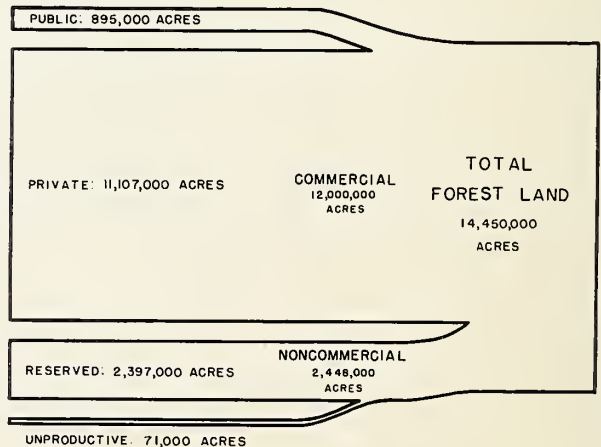 PUBLIC: 895,000 ACRES
PRIVATE: 11,107,000 ACRES
COMMERCIAL
12,000,000
ACRES
TOTAL
FOREST LAND
14,450,000
ACRES
NONCOMMERCIAL
2,448,000
ACRES
RESERVED: 2,397,000 ACRES
UNPRODUCTIVE: 71,000 ACRES